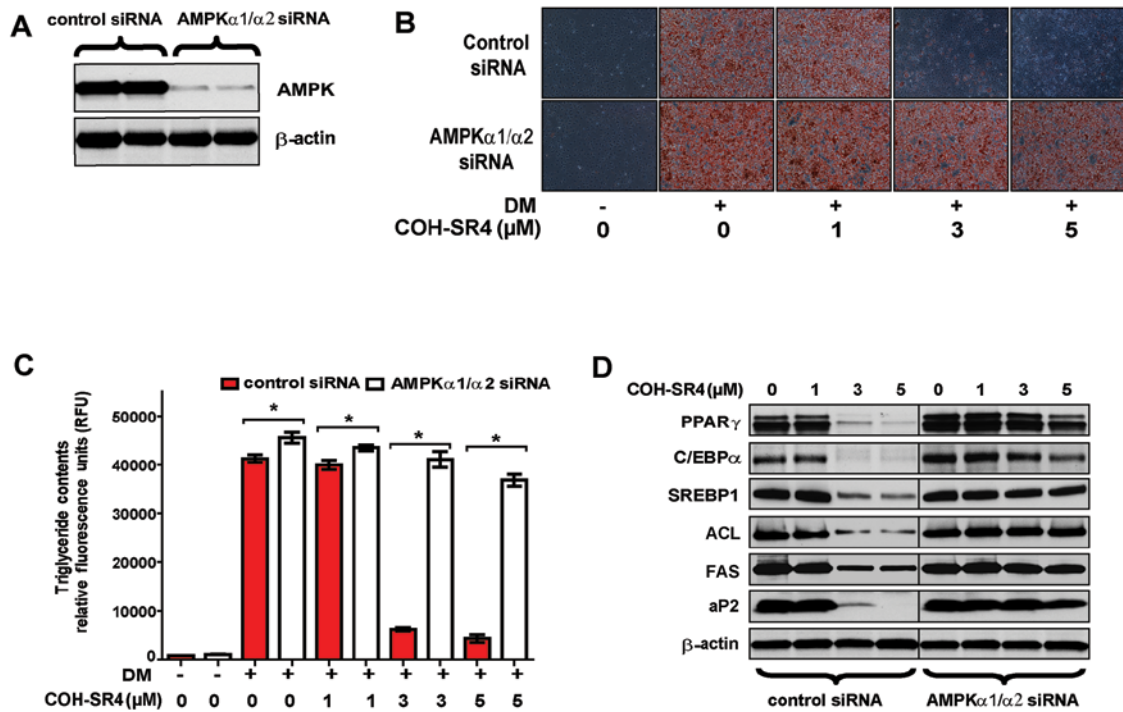 A
control siRNA AMPKα1/α2 siRNA
AMPK
β-actin
B
Control
siRNA
AMPKα1/α2
siRNA
DM - + + + +
COH-SR4 (μM) 0 0 1 3 5
C
control siRNA AMPKα1/α2 siRNA
Triglyceride contents
relative fluorescence units (RFU)
50000
40000
30000
20000
10000
0
* * * *
DM - - + + + + + + + +
COH-SR4 (μM) 0 0 0 0 1 1 3 3 5 5
D
COH-SR4 (μM) 0 1 3 5 0 1 3 5
PPARγ
C/EBPα
SREBP1
ACL
FAS
aP2
β-actin
control siRNA AMPKα1/α2 siRNA